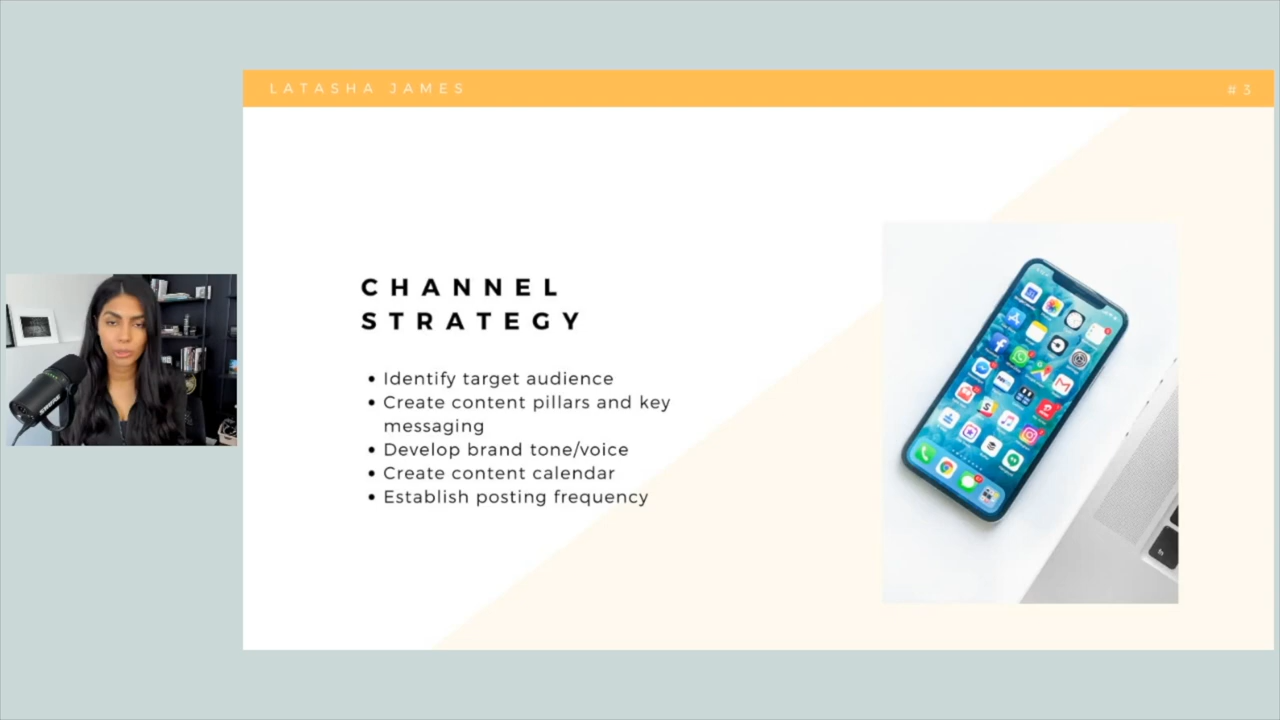 LATASHA JAMES
#3
CHANNEL
STRATEGY
• Identify target audience
• Create content pillars and key
messaging
• Develop brand tone/voice
• Create content calendar
• Establish posting frequency